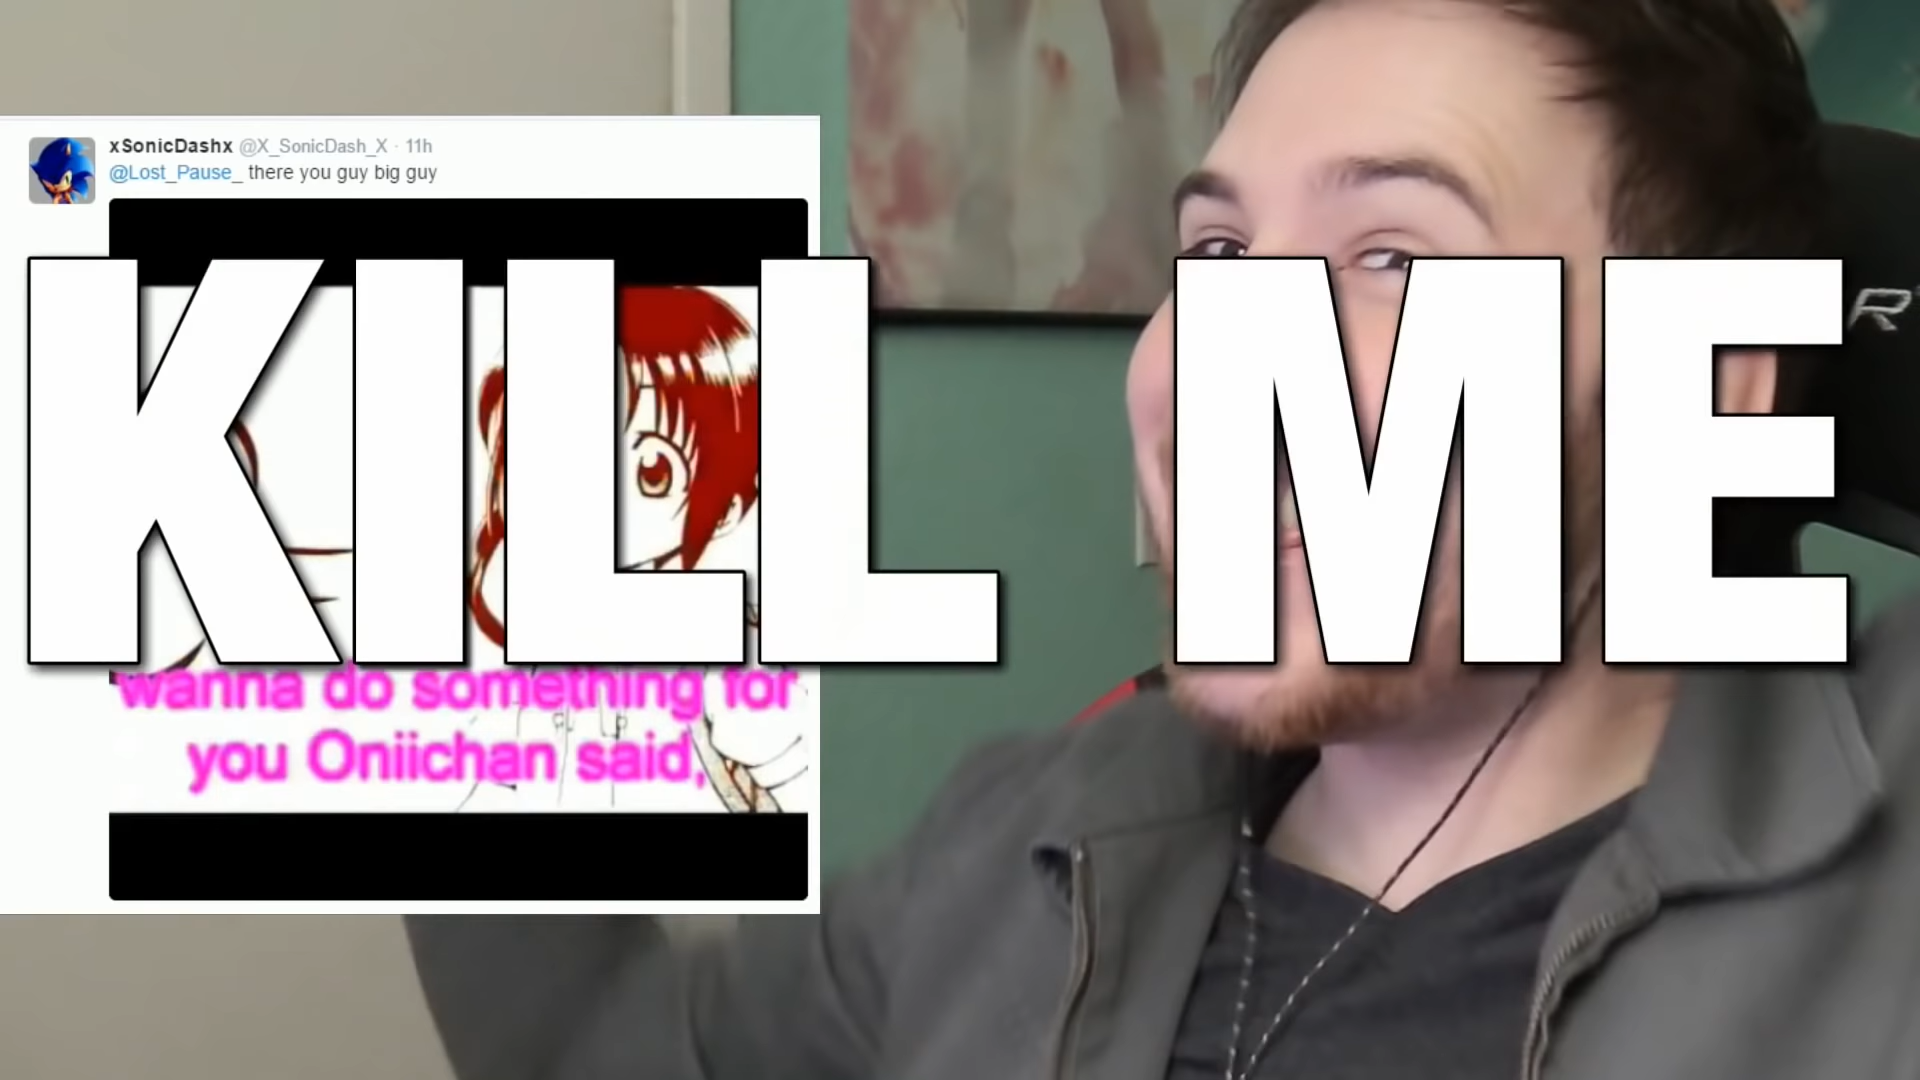 xSonicDashx @X_SonicDash_X · 11h
@Lost_Pause_ there you guy big guy
KILL ME
R
wanna do something for
you Oniichan said,